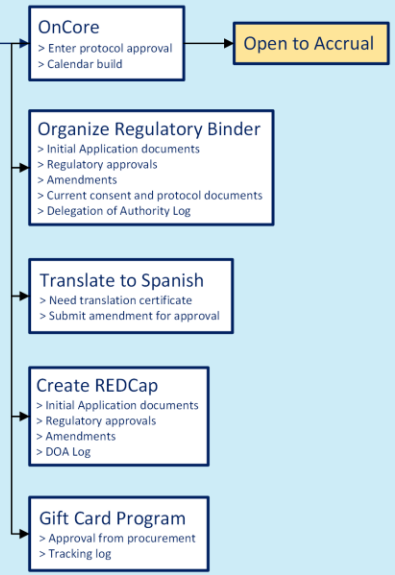 OnCore
> Enter protocol approval
> Calendar build
Open to Accrual
Organize Regulatory Binder
> Initial Application documents
> Regulatory approvals
> Amendments
> Current consent and protocol documents
> Delegation of Authority Log
Translate to Spanish
> Need translation certificate
> Submit amendment for approval
Create REDCap
> Initial Application documents
> Regulatory approvals
> Amendments
> DOA Log
Gift Card Program
> Approval from procurement
> Tracking log